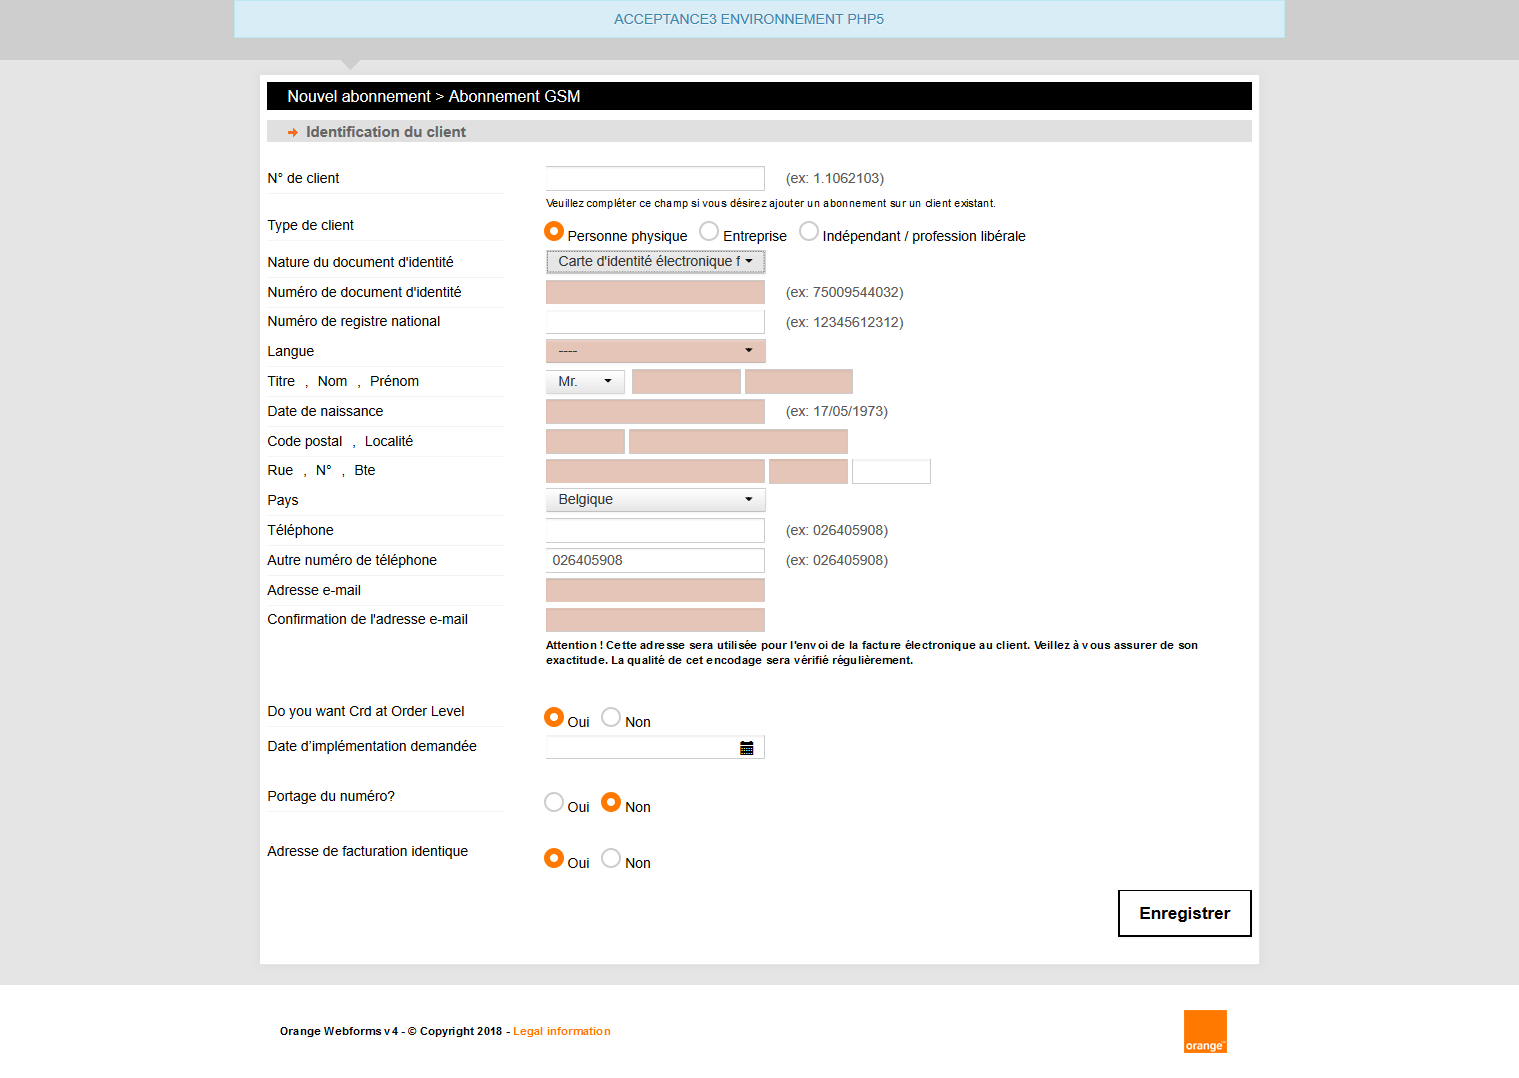 ACCEPTANCE3 ENVIRONNEMENT PHP5
Nouvel abonnement > Abonnement GSM
Identification du client
N° de client (ex: 1.1062103)
Veuillez compléter ce champ si vous désirez ajouter un abonnement sur un client existant.
Type de client Personne physique Entreprise Indépendant / profession libérale
Nature du document d'identité Carte d'identité électronique f
Numéro de document d'identité (ex: 75009544032)
Numéro de registre national (ex: 12345612312)
Langue ----
Titre , Nom , Prénom Mr.
Date de naissance (ex: 17/05/1973)
Code postal , Localité
Rue , N° , Bte
Pays Belgique
Téléphone (ex: 026405908)
Autre numéro de téléphone 026405908 (ex: 026405908)
Adresse e-mail
Confirmation de l'adresse e-mail
Attention ! Cette adresse sera utilisée pour l'envoi de la facture électronique au client. Veillez à vous assurer de son
exactitude. La qualité de cet encodage sera vérifié régulièrement.
Do you want Crd at Order Level Oui Non
Date d'implémentation demandée
Portage du numéro? Oui Non
Adresse de facturation identique Oui Non
Enregistrer
Orange Webforms v4 - © Copyright 2018 - Legal information
orange™